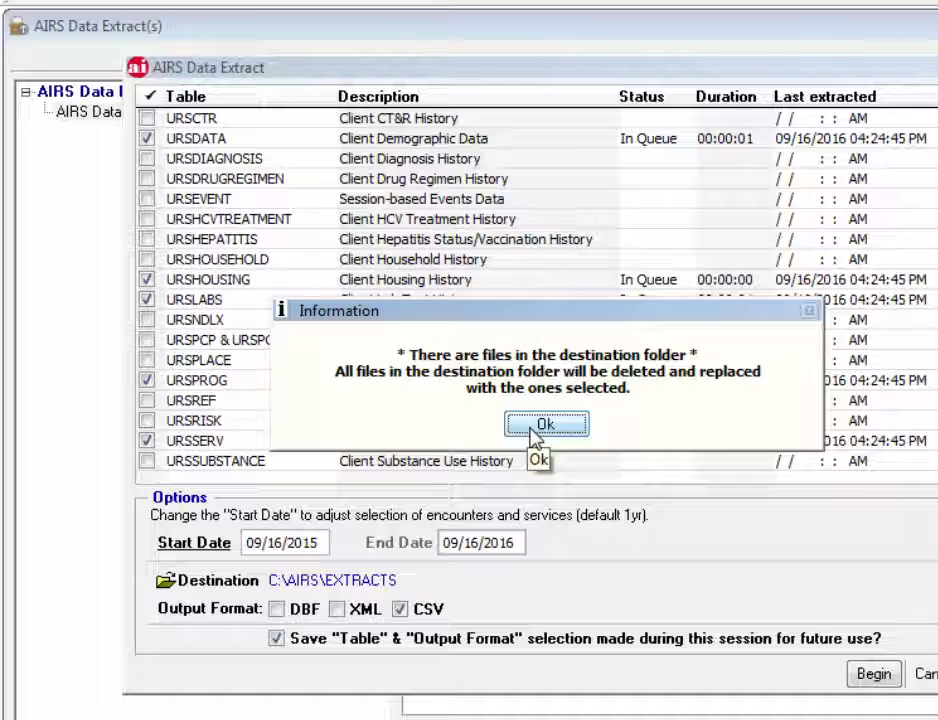 AIRS Data Extract(s)
AIRS Data Extract
AIRS Data
AIRS Data
✓ Table Description Status Duration Last extracted
URSCTR Client CT&R History / / : : AM
URSDATA Client Demographic Data In Queue 00:00:01 09/16/2016 04:24:45 PM
URSDIAGNOSIS Client Diagnosis History / / : : AM
URSDRUGREGIMEN Client Drug Regimen History / / : : AM
URSEVENT Session-based Events Data / / : : AM
URSHCVTREATMENT Client HCV Treatment History / / : : AM
URSHEPATITIS Client Hepatitis Status/Vaccination History / / : : AM
URSHOUSEHOLD Client Household History / / : : AM
URSHOUSING Client Housing History In Queue 00:00:00 09/16/2016 04:24:45 PM
URSLABS 016 04:24:45 PM
URSNDLX : AM
URSPCP & URSPC : AM
URSPLACE : AM
URSPROG 016 04:24:45 PM
URSREF : AM
URSRISK : AM
URSSERV 016 04:24:45 PM
URSSUBSTANCE Client Substance Use History / / : : AM
Information
* There are files in the destination folder *
All files in the destination folder will be deleted and replaced
with the ones selected.
Ok
Ok
Options
Change the "Start Date" to adjust selection of encounters and services (default 1yr).
Start Date 09/16/2015 End Date 09/16/2016
Destination C:\AIRS\EXTRACTS
Output Format: DBF XML CSV
Save "Table" & "Output Format" selection made during this session for future use?
Begin Can